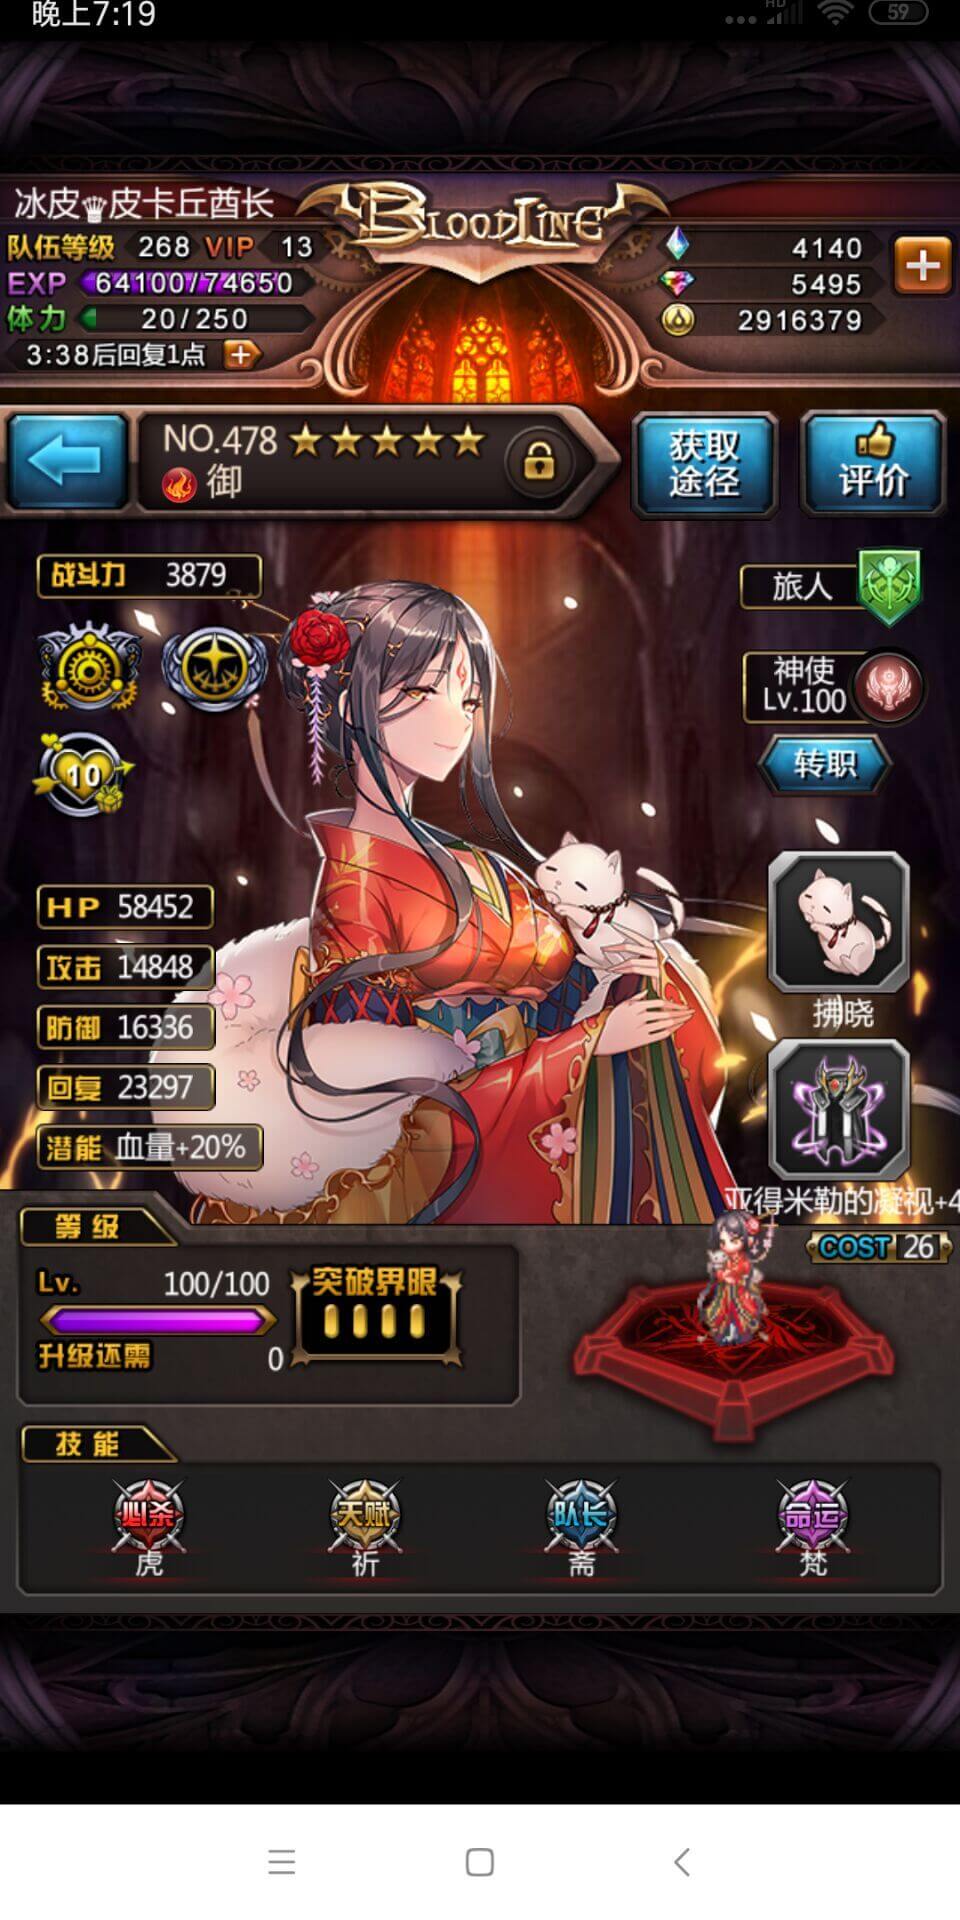 晚上7:19
HD
59
冰皮♛皮卡丘酋长
BLOODLINE
队伍等级 268 VIP 13
4140
EXP 64100/74650
5495
体力 20/250
2916379
3:38后回复1点
NO.478
御
获取途径
评价
战斗力 3879
旅人
神使
Lv.100
10
转职
HP 58452
攻击 14848
防御 16336
回复 23297
潜能 血量+20%
拂晓
亚得米勒的凝视+4
COST 26
等级
Lv. 100/100
突破界限
升级还需 0
技能
必杀 天赋 队长 命运
虎 祈 斋 梵